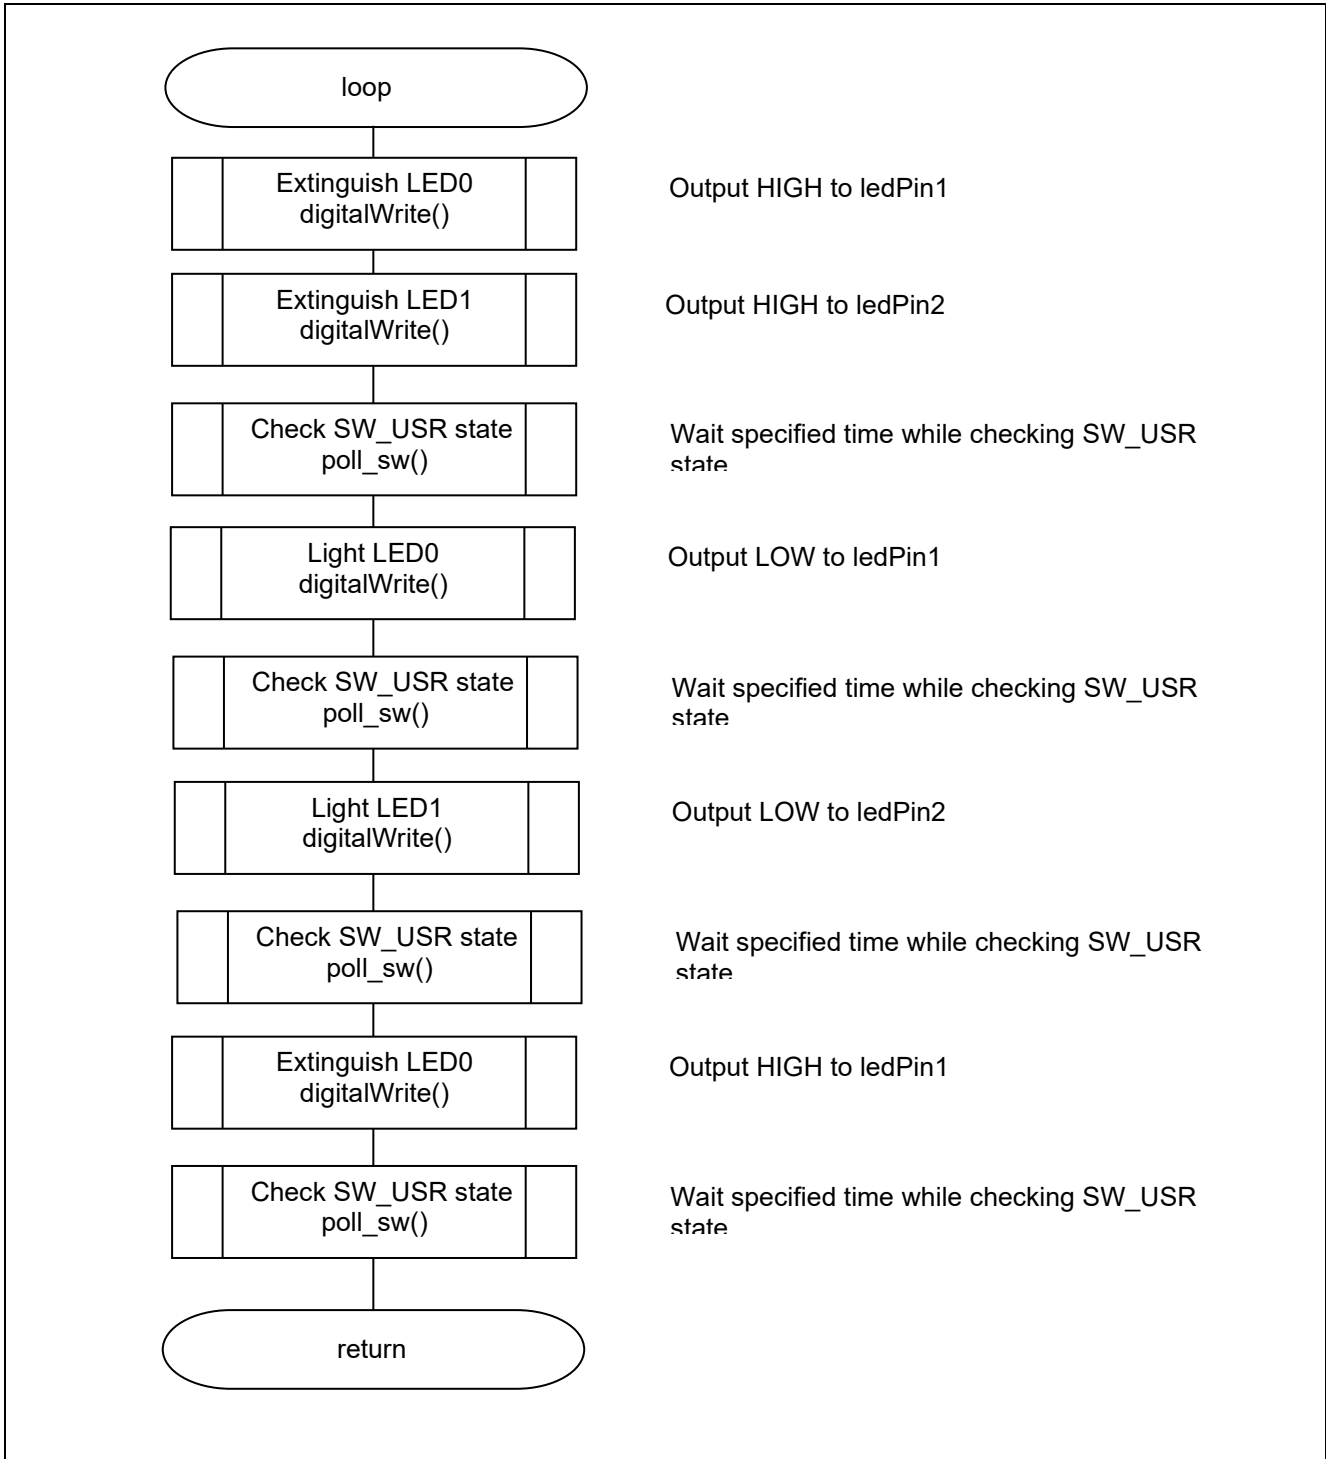 loop
Extinguish LED0
digitalWrite()
Output HIGH to ledPin1
Extinguish LED1
digitalWrite()
Output HIGH to ledPin2
Check SW_USR state
poll_sw()
Wait specified time while checking SW_USR
state
Light LED0
digitalWrite()
Output LOW to ledPin1
Check SW_USR state
poll_sw()
Wait specified time while checking SW_USR
state
Light LED1
digitalWrite()
Output LOW to ledPin2
Check SW_USR state
poll_sw()
Wait specified time while checking SW_USR
state
Extinguish LED0
digitalWrite()
Output HIGH to ledPin1
Check SW_USR state
poll_sw()
Wait specified time while checking SW_USR
state
return